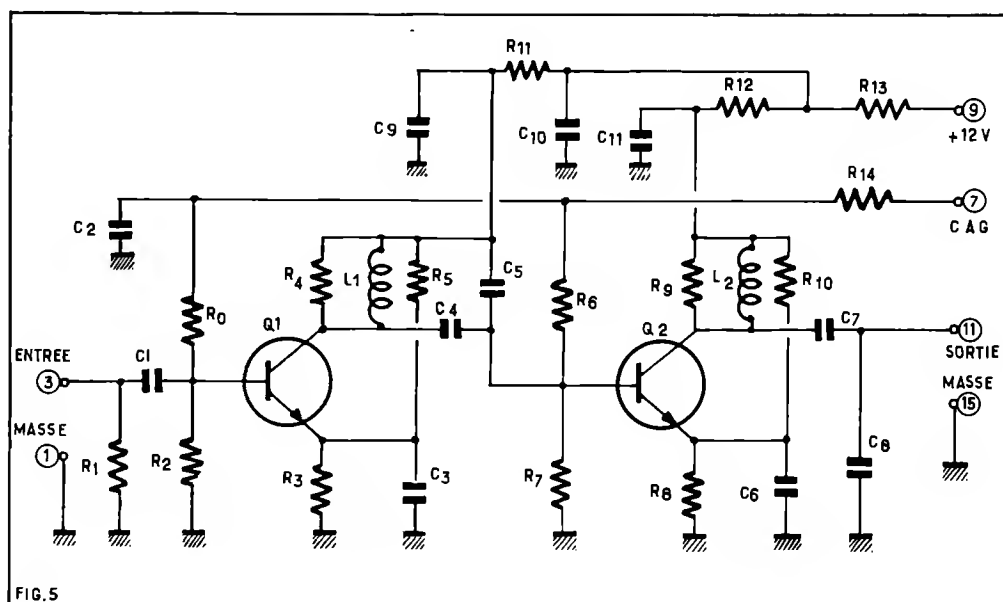 R11
R12
R13
C9
C10
C11
9
+12V
R14
C2
7
CAG
R4
L1
R5
C5
R9
L2
R10
R0
Q1
C4
R6
Q2
C7
ENTREE
3
C1
11
SORTIE
MASSE
15
MASSE
1
R1
R2
R3
C3
R7
R8
C6
C8
FIG.5